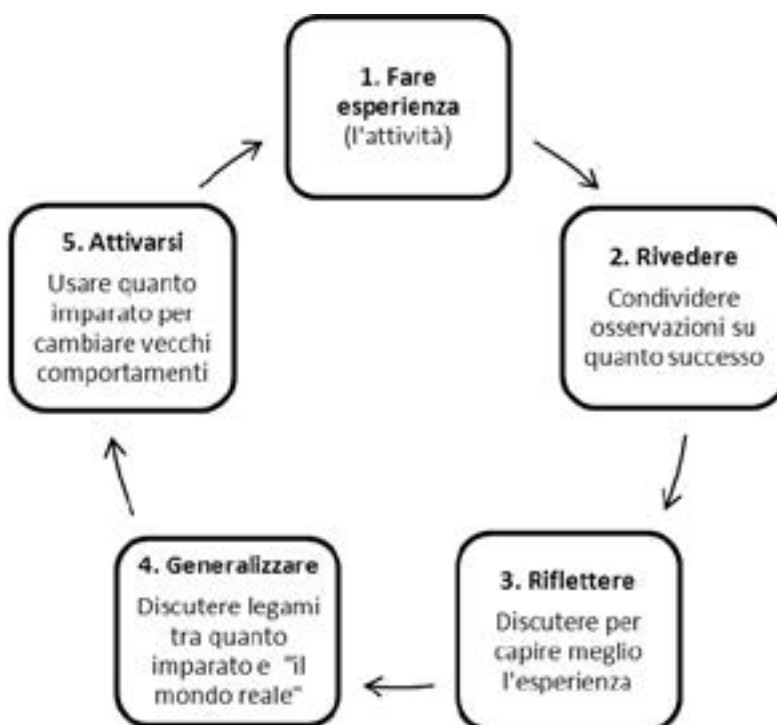 1. Fare
esperienza
(l'attività)
2. Rivedere
Condividere
osservazioni su
quanto successo
3. Riflettere
Discutere per
capire meglio
l'esperienza
4. Generalizzare
Discutere legami
tra quanto
imparato e "il
mondo reale"
5. Attivarsi
Usare quanto
imparato per
cambiare vecchi
comportamenti